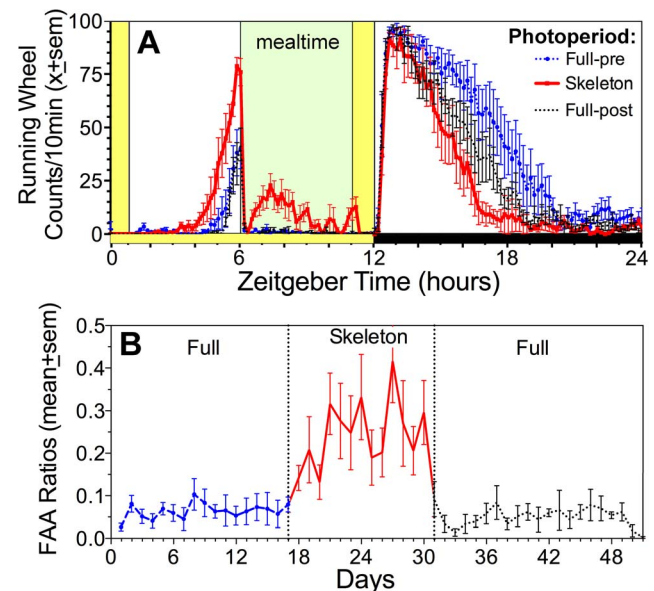 A
mealtime
Photoperiod:
Full-pre
Skeleton
Full-post
Running Wheel
Counts/10min (x±sem)
100
75
50
25
0
0 6 12 18 24
Zeitgeber Time (hours)
B
Full
Skeleton
Full
FAA Ratios (mean±sem)
0.5
0.4
0.3
0.2
0.1
0.0
0 6 12 18 24 30 36 42 48
Days